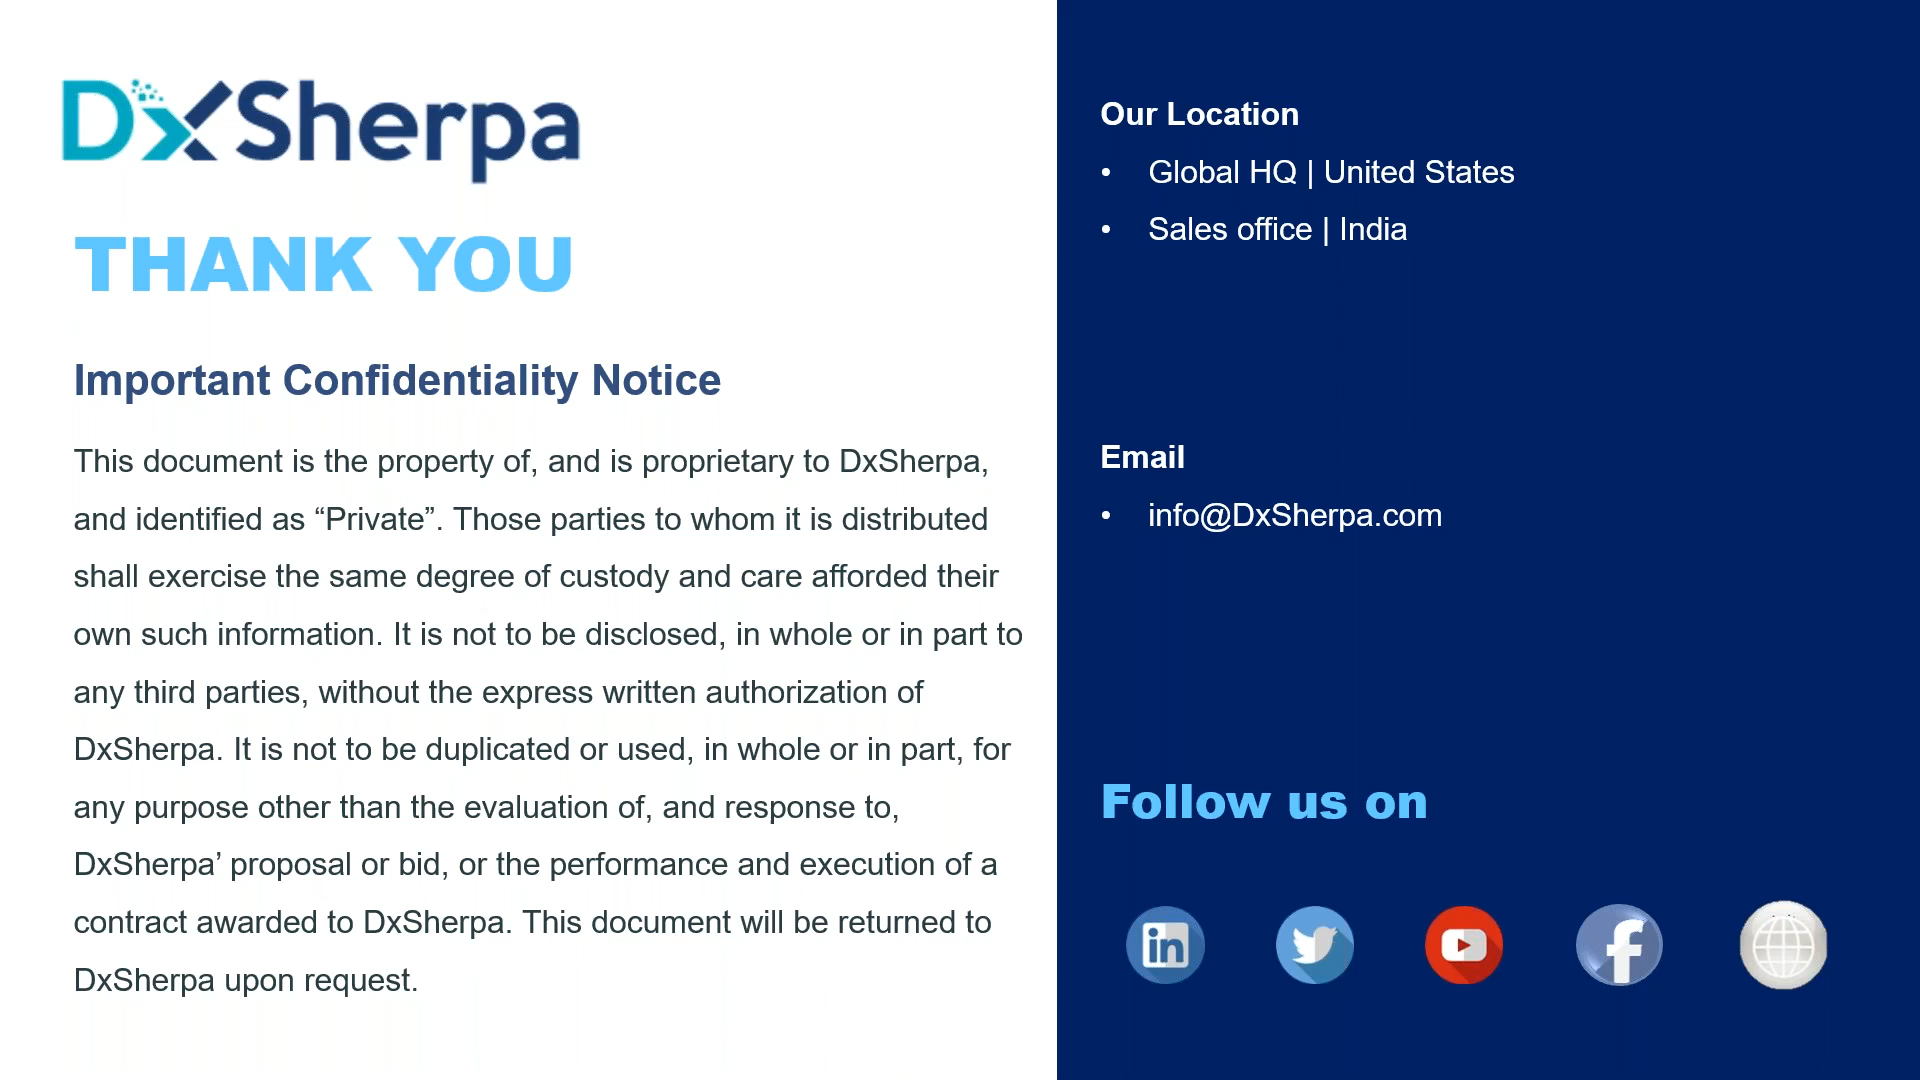 DxSherpa
THANK YOU
Important Confidentiality Notice
This document is the property of, and is proprietary to DxSherpa,
and identified as “Private”. Those parties to whom it is distributed
shall exercise the same degree of custody and care afforded their
own such information. It is not to be disclosed, in whole or in part to
any third parties, without the express written authorization of
DxSherpa. It is not to be duplicated or used, in whole or in part, for
any purpose other than the evaluation of, and response to,
DxSherpa’ proposal or bid, or the performance and execution of a
contract awarded to DxSherpa. This document will be returned to
DxSherpa upon request.
Our Location
• Global HQ | United States
• Sales office | India
Email
• info@DxSherpa.com
Follow us on
in
f